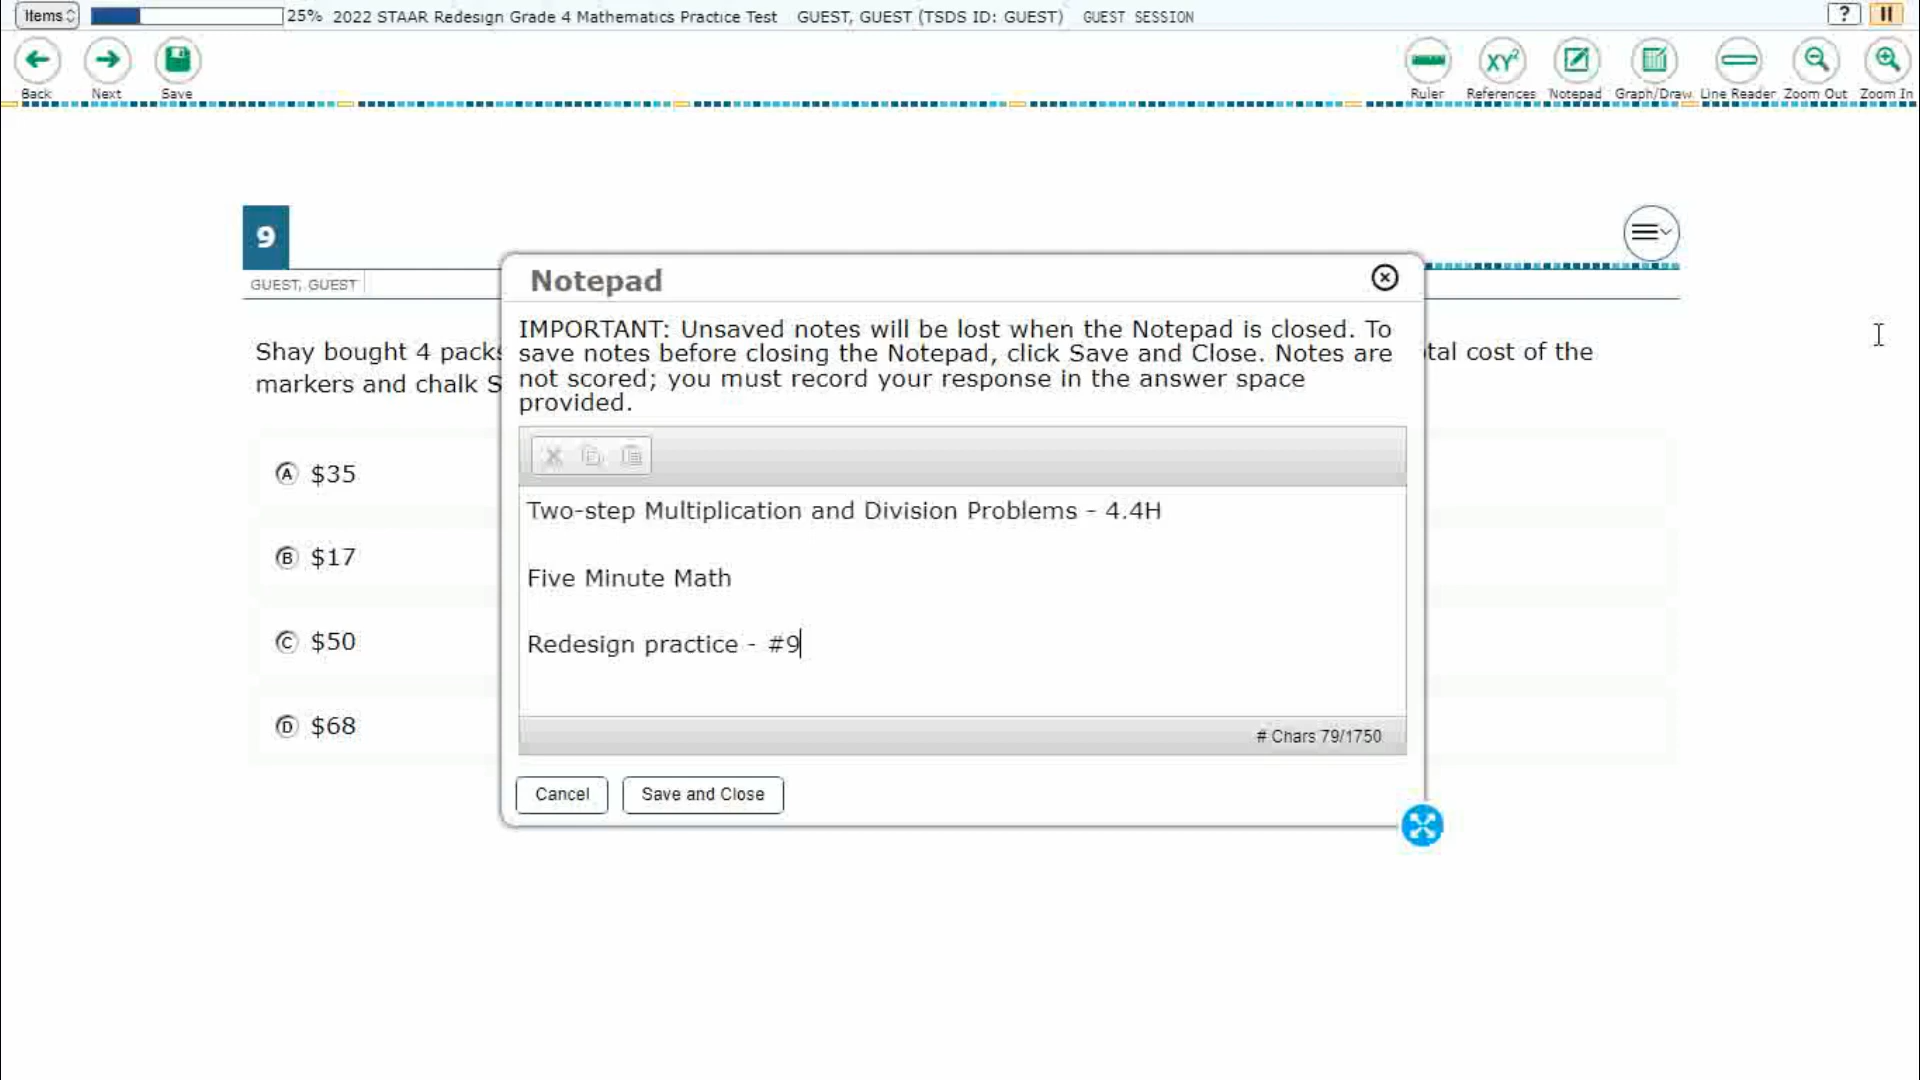 Items 25% 2022 STAAR Redesign Grade 4 Mathematics Practice Test GUEST, GUEST (TSDS ID: GUEST) GUEST SESSION ?
Back Next Save Ruler References Notepad Graph/Draw Line Reader Zoom Out Zoom In
XY²
9
GUEST, GUEST
Shay bought 4 packs tal cost of the
markers and chalk S
A $35
B $17
C $50
D $68
Notepad
IMPORTANT: Unsaved notes will be lost when the Notepad is closed. To
save notes before closing the Notepad, click Save and Close. Notes are
not scored; you must record your response in the answer space
provided.
Two-step Multiplication and Division Problems - 4.4H
Five Minute Math
Redesign practice - #9
# Chars 79/1750
Cancel Save and Close